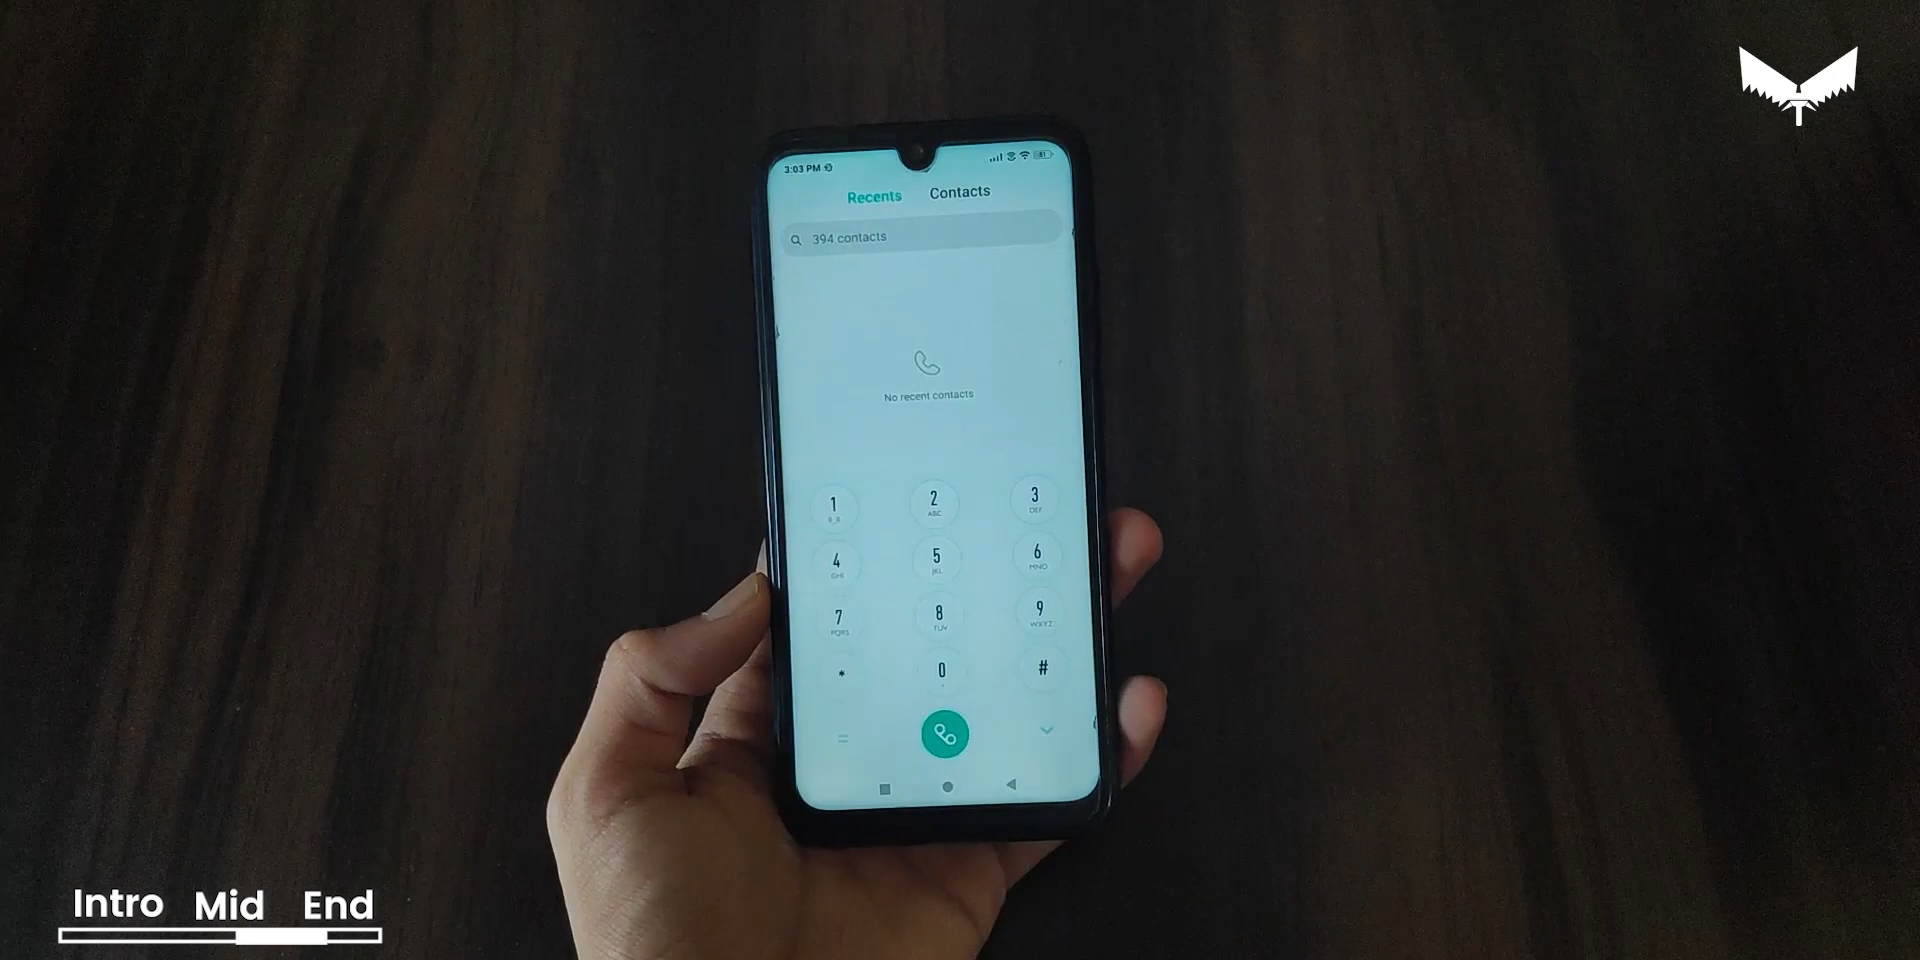 3:03 PM
81
Recents Contacts
394 contacts
No recent contacts
1 2 3
ABC DEF
4 5 6
GHI JKL MNO
7 8 9
PQRS TUV WXYZ
* 0 #
=
Intro Mid End